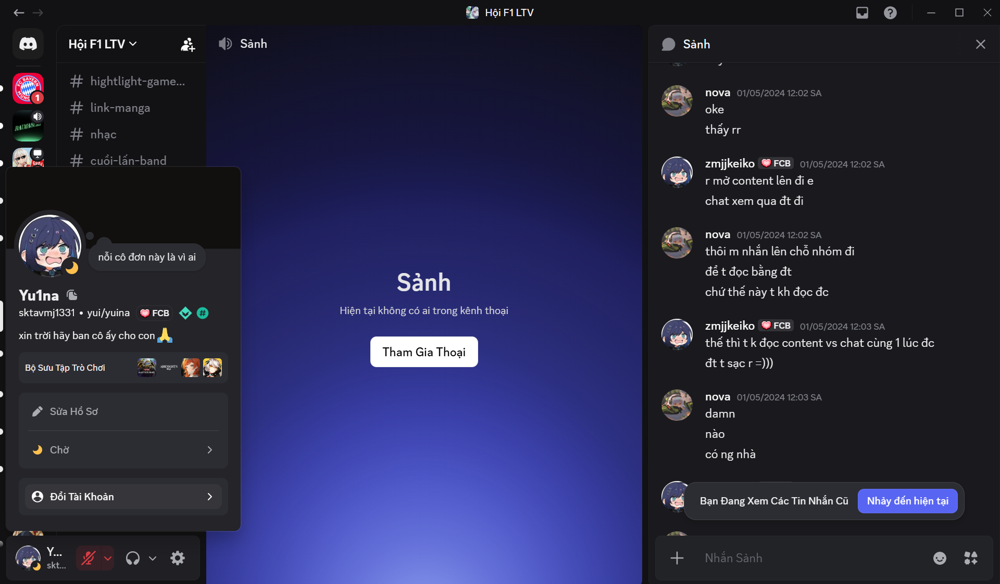 Hội F1 LTV
Hội F1 LTV
hightlight-game...
link-manga
nhạc
cuồi-lấn-band
FC BAYERN
1
Sảnh
nỗi cô đơn này là vì ai
Yu1na
sktavmj1331 • yui/yuina FCB
xin trời hãy ban cô ấy cho con🙏
Bộ Sưu Tập Trò Chơi
ARKNIGHTS
Sửa Hồ Sơ
Chờ
Đổi Tài Khoản
Y...
skt...
Sảnh
Hiện tại không có ai trong kênh thoại
Tham Gia Thoại
Sảnh
nova 01/05/2024 12:02 SA
oke
thấy rr
zmjjkeiko FCB 01/05/2024 12:02 SA
r mở content lên đi e
chat xem qua đt đi
nova 01/05/2024 12:02 SA
thôi m nhắn lên chỗ nhóm đi
để t đọc bằng đt
chứ thế này t kh đọc đc
zmjjkeiko FCB 01/05/2024 12:03 SA
thế thì t k đọc content vs chat cùng 1 lúc đc
đt t sạc r =)))
nova 01/05/2024 12:03 SA
damn
nào
có ng nhà
Bạn Đang Xem Các Tin Nhắn Cũ
Nhảy đến hiện tại
Nhắn Sảnh